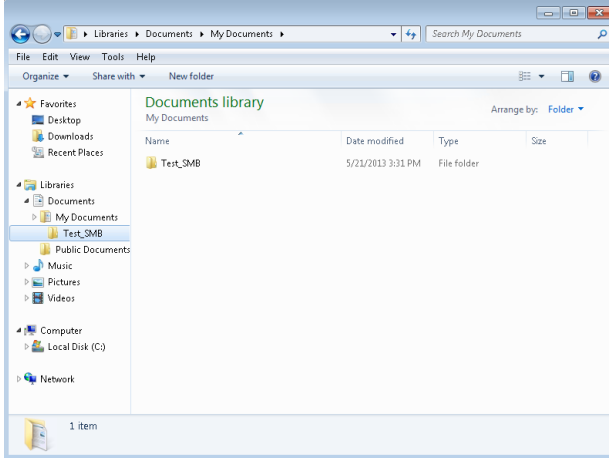 Libraries Documents My Documents
Search My Documents
File Edit View Tools Help
Organize Share with New folder
Favorites
Desktop
Downloads
Recent Places
Libraries
Documents
My Documents
Test_SMB
Public Documents
Music
Pictures
Videos
Computer
Local Disk (C:)
Network
Documents library
My Documents
Arrange by: Folder
Name Date modified Type Size
Test_SMB 5/21/2013 3:31 PM File folder
1 item